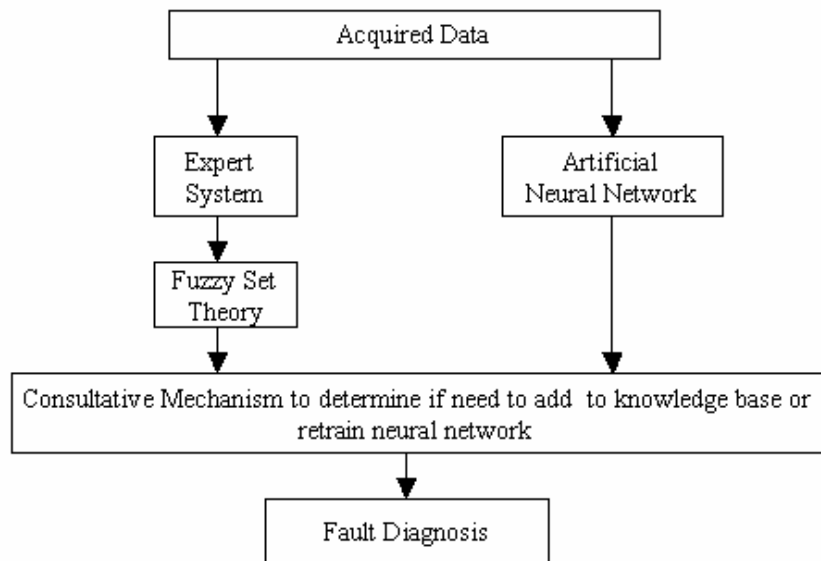 Acquired Data
Expert
System
Artificial
Neural Network
Fuzzy Set
Theory
Consultative Mechanism to determine if need to add to knowledge base or
retrain neural network
Fault Diagnosis